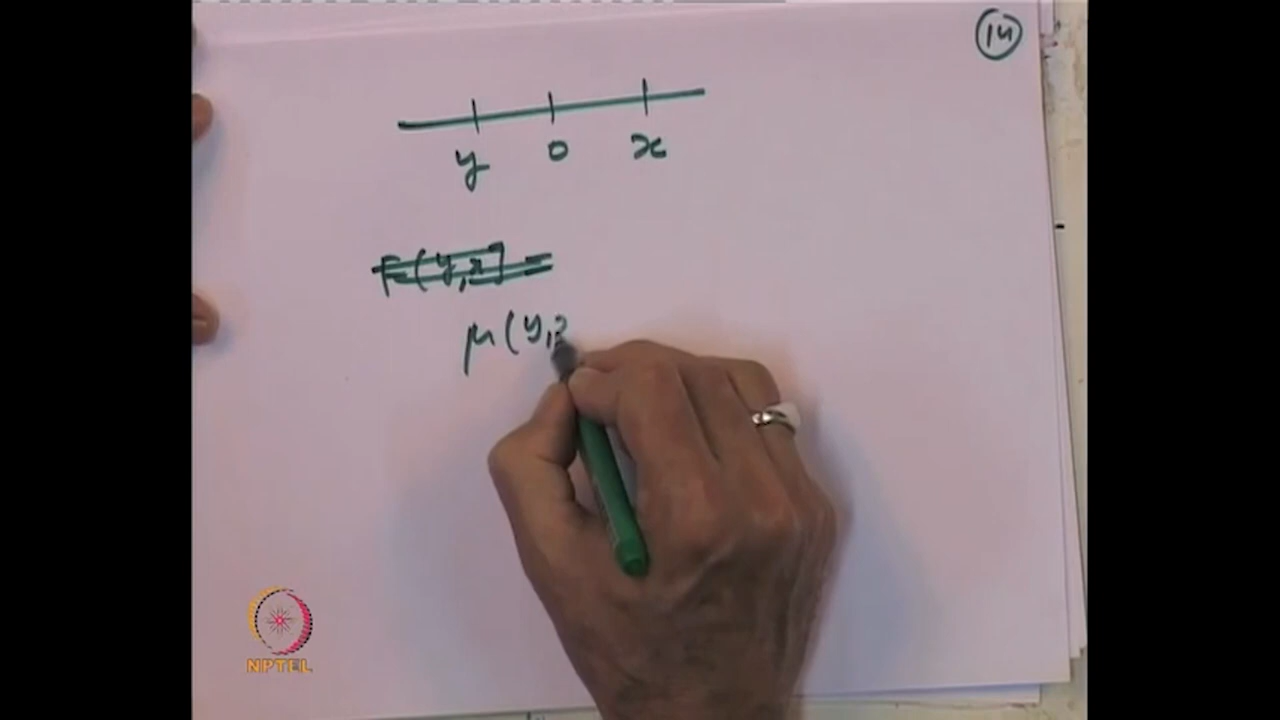 14
y 0 x
F(y,x] =
μ(y,
NPTEL